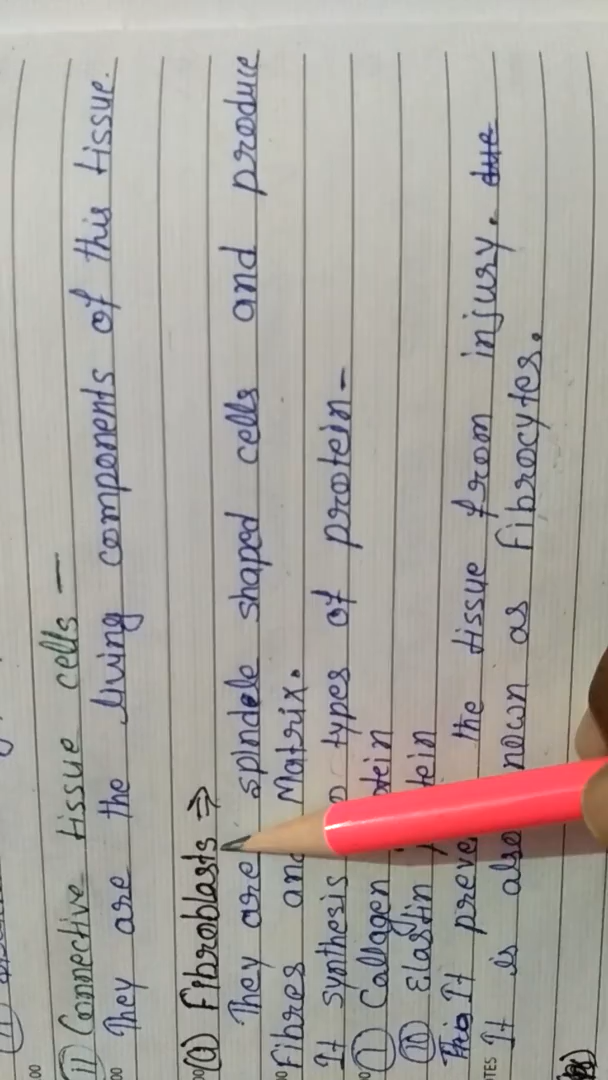 (ii) Connective tissue cells —
They are the living components of this tissue.
(a) Fibroblasts ⇒
They are spindle shaped cells and produce
Fibres and Matrix.
It synthesis types of protein -
(i) Collagen
(ii) Elastin
It the tissue from injury.
It is also as Fibrocytes.